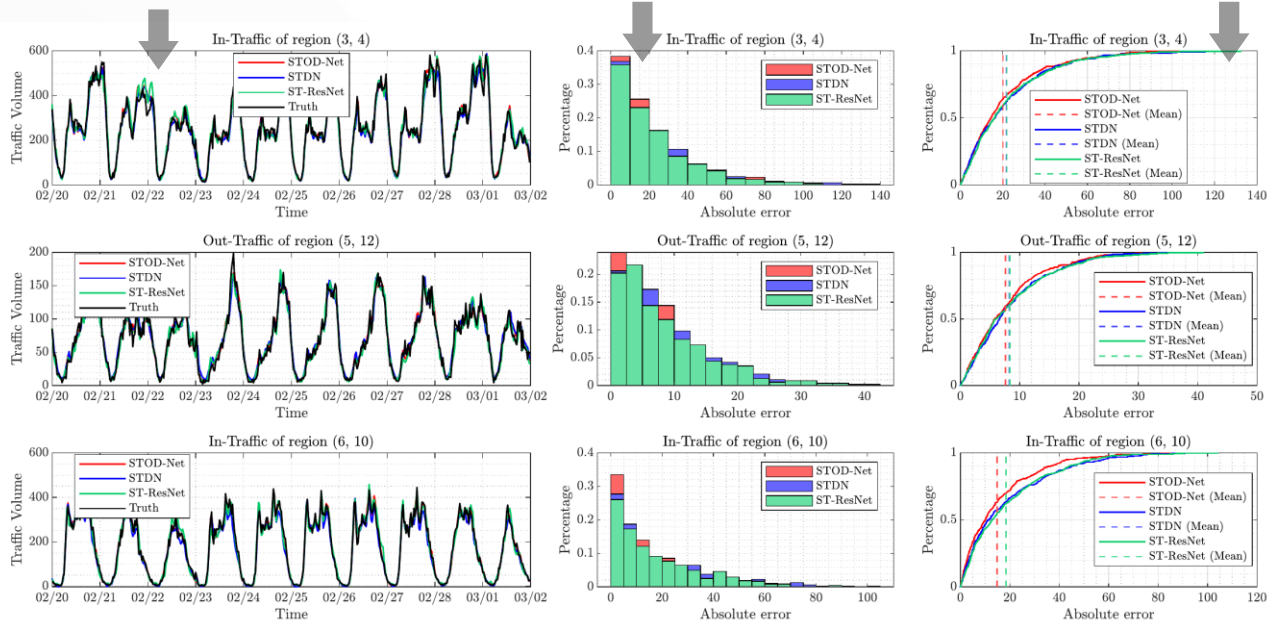 In-Traffic of region (3, 4)
600
400
200
0
Traffic Volume
STOD-Net
STDN
ST-ResNet
Truth
02/20 02/21 02/22 02/23 02/24 02/25 02/26 02/27 02/28 03/01 03/02
Time
In-Traffic of region (3, 4)
0.4
0.3
0.2
0.1
0
Percentage
STOD-Net
STDN
ST-ResNet
0 20 40 60 80 100 120 140
Absolute error
In-Traffic of region (3, 4)
1
0.5
0
Percentage
STOD-Net
STOD-Net (Mean)
STDN
STDN (Mean)
ST-ResNet
ST-ResNet (Mean)
0 20 40 60 80 100 120 140
Absolute error
Out-Traffic of region (5, 12)
200
150
100
50
0
Traffic Volume
STOD-Net
STDN
ST-ResNet
Truth
02/20 02/21 02/22 02/23 02/24 02/25 02/26 02/27 02/28 03/01 03/02
Time
Out-Traffic of region (5, 12)
0.2
0.15
0.1
0.05
0
Percentage
STOD-Net
STDN
ST-ResNet
0 10 20 30 40
Absolute error
Out-Traffic of region (5, 12)
1
0.5
0
Percentage
STOD-Net
STOD-Net (Mean)
STDN
STDN (Mean)
ST-ResNet
ST-ResNet (Mean)
0 10 20 30 40 50
Absolute error
In-Traffic of region (6, 10)
600
400
200
0
Traffic Volume
STOD-Net
STDN
ST-ResNet
Truth
02/20 02/21 02/22 02/23 02/24 02/25 02/26 02/27 02/28 03/01 03/02
Time
In-Traffic of region (6, 10)
0.4
0.3
0.2
0.1
0
Percentage
STOD-Net
STDN
ST-ResNet
0 20 40 60 80 100
Absolute error
In-Traffic of region (6, 10)
1
0.5
0
Percentage
STOD-Net
STOD-Net (Mean)
STDN
STDN (Mean)
ST-ResNet
ST-ResNet (Mean)
0 20 40 60 80 100 120
Absolute error